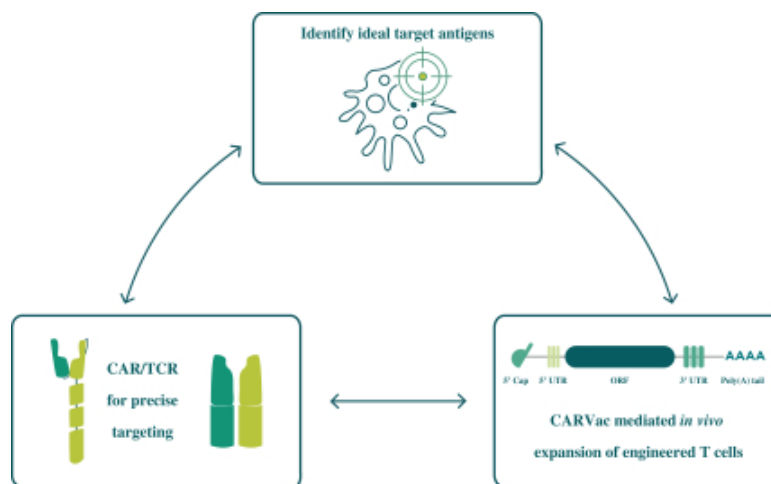 Identify ideal target antigens
CAR/TCR
for precise
targeting
AAAA
5' Cap 5' UTR ORF 3' UTR Poly(A) tail
CARVac mediated in vivo
expansion of engineered T cells